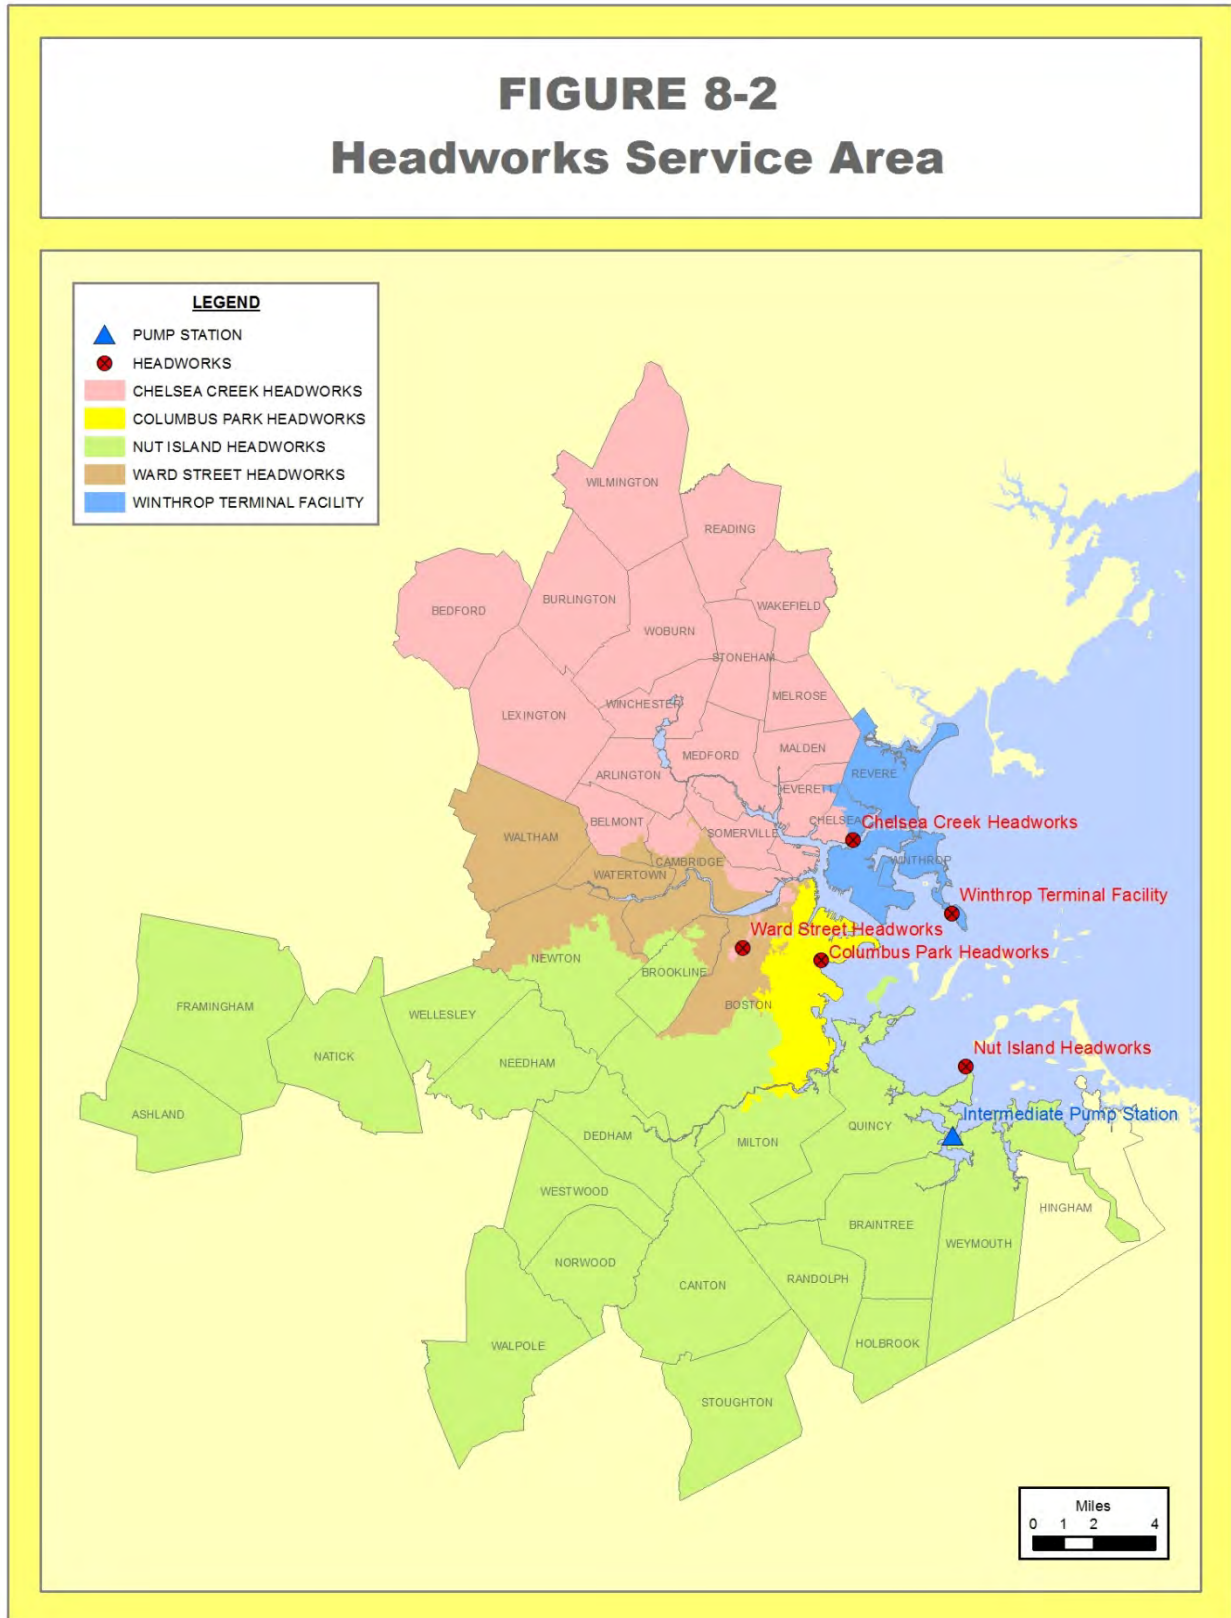 FIGURE 8-2
Headworks Service Area
LEGEND
PUMP STATION
HEADWORKS
CHELSEA CREEK HEADWORKS
COLUMBUS PARK HEADWORKS
NUT ISLAND HEADWORKS
WARD STREET HEADWORKS
WINTHROP TERMINAL FACILITY
WILMINGTON
READING
BEDFORD
BURLINGTON
WAKEFIELD
WOBURN
STONEHAM
MELROSE
LEXINGTON
WINCHESTER
MEDFORD
MALDEN
ARLINGTON
REVERE
EVERETT
BELMONT
CHELSEA
Chelsea Creek Headworks
SOMERVILLE
WALTHAM
CAMBRIDGE
WINTHROP
WATERTOWN
Winthrop Terminal Facility
Ward Street Headworks
Columbus Park Headworks
NEWTON
BROOKLINE
BOSTON
FRAMINGHAM
WELLESLEY
NATICK
NEEDHAM
Nut Island Headworks
ASHLAND
Intermediate Pump Station
DEDHAM
MILTON
QUINCY
WESTWOOD
HINGHAM
BRAINTREE
WEYMOUTH
NORWOOD
CANTON
RANDOLPH
WALPOLE
HOLBROOK
STOUGHTON
Miles
0 1 2 4